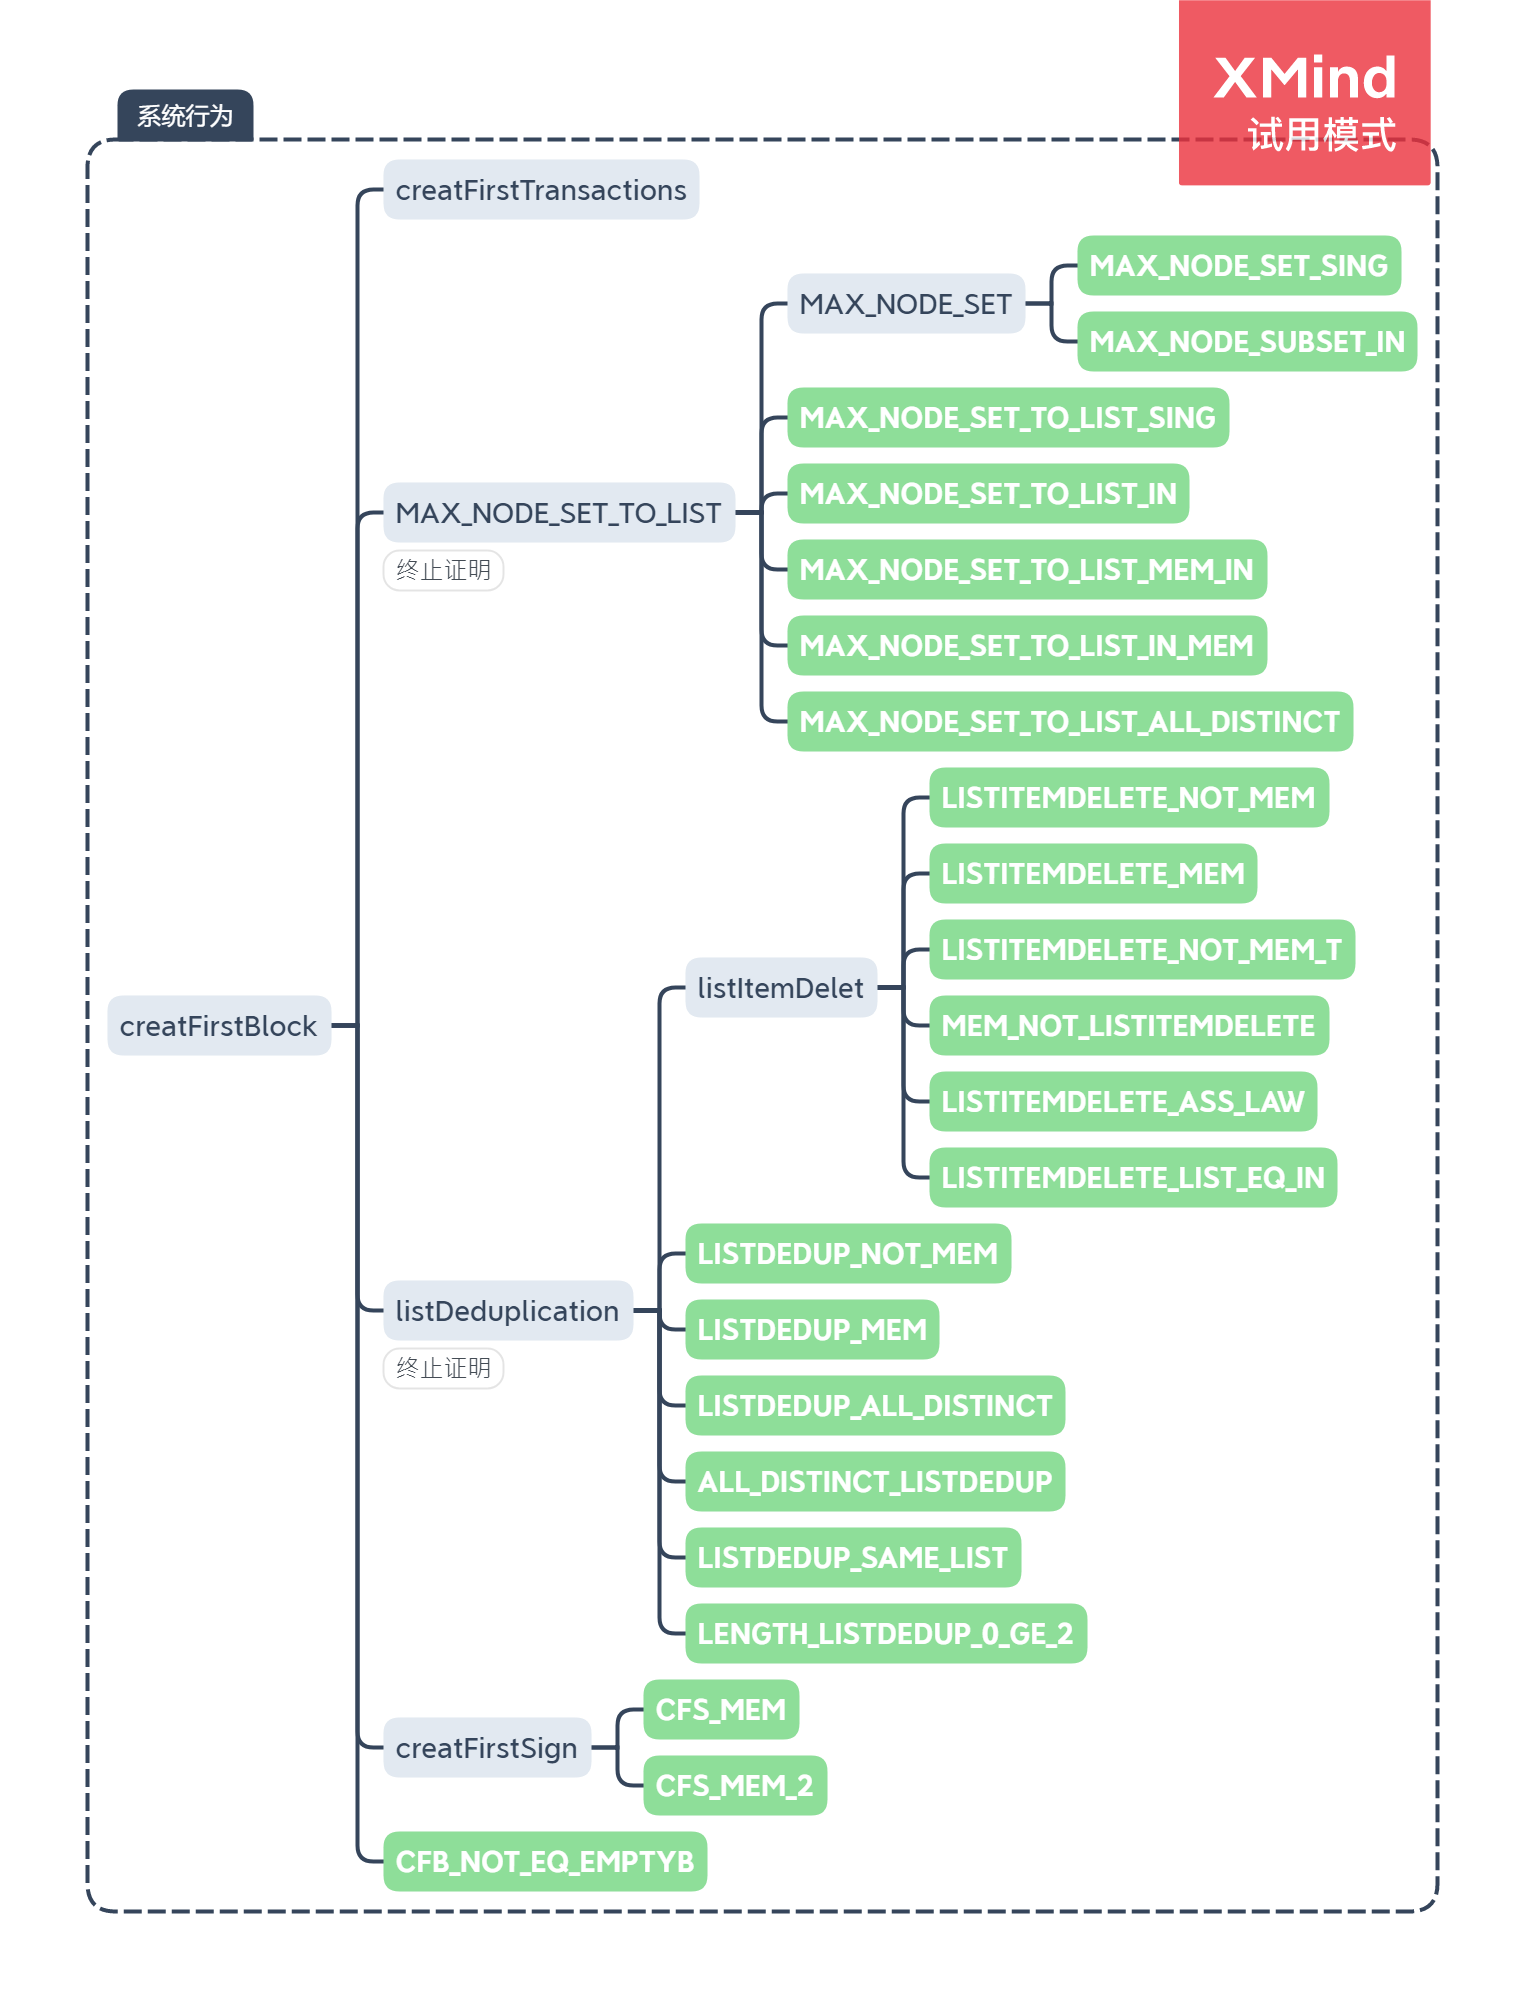 XMind
试用模式
系统行为
creatFirstTransactions
MAX_NODE_SET_SING
MAX_NODE_SET
MAX_NODE_SUBSET_IN
MAX_NODE_SET_TO_LIST_SING
MAX_NODE_SET_TO_LIST_IN
MAX_NODE_SET_TO_LIST
终止证明
MAX_NODE_SET_TO_LIST_MEM_IN
MAX_NODE_SET_TO_LIST_IN_MEM
MAX_NODE_SET_TO_LIST_ALL_DISTINCT
LISTITEMDELETE_NOT_MEM
LISTITEMDELETE_MEM
LISTITEMDELETE_NOT_MEM_T
listItemDelet
MEM_NOT_LISTITEMDELETE
creatFirstBlock
LISTITEMDELETE_ASS_LAW
LISTITEMDELETE_LIST_EQ_IN
LISTDEDUP_NOT_MEM
listDeduplication
终止证明
LISTDEDUP_MEM
LISTDEDUP_ALL_DISTINCT
ALL_DISTINCT_LISTDEDUP
LISTDEDUP_SAME_LIST
LENGTH_LISTDEDUP_0_GE_2
CFS_MEM
creatFirstSign
CFS_MEM_2
CFB_NOT_EQ_EMPTYB